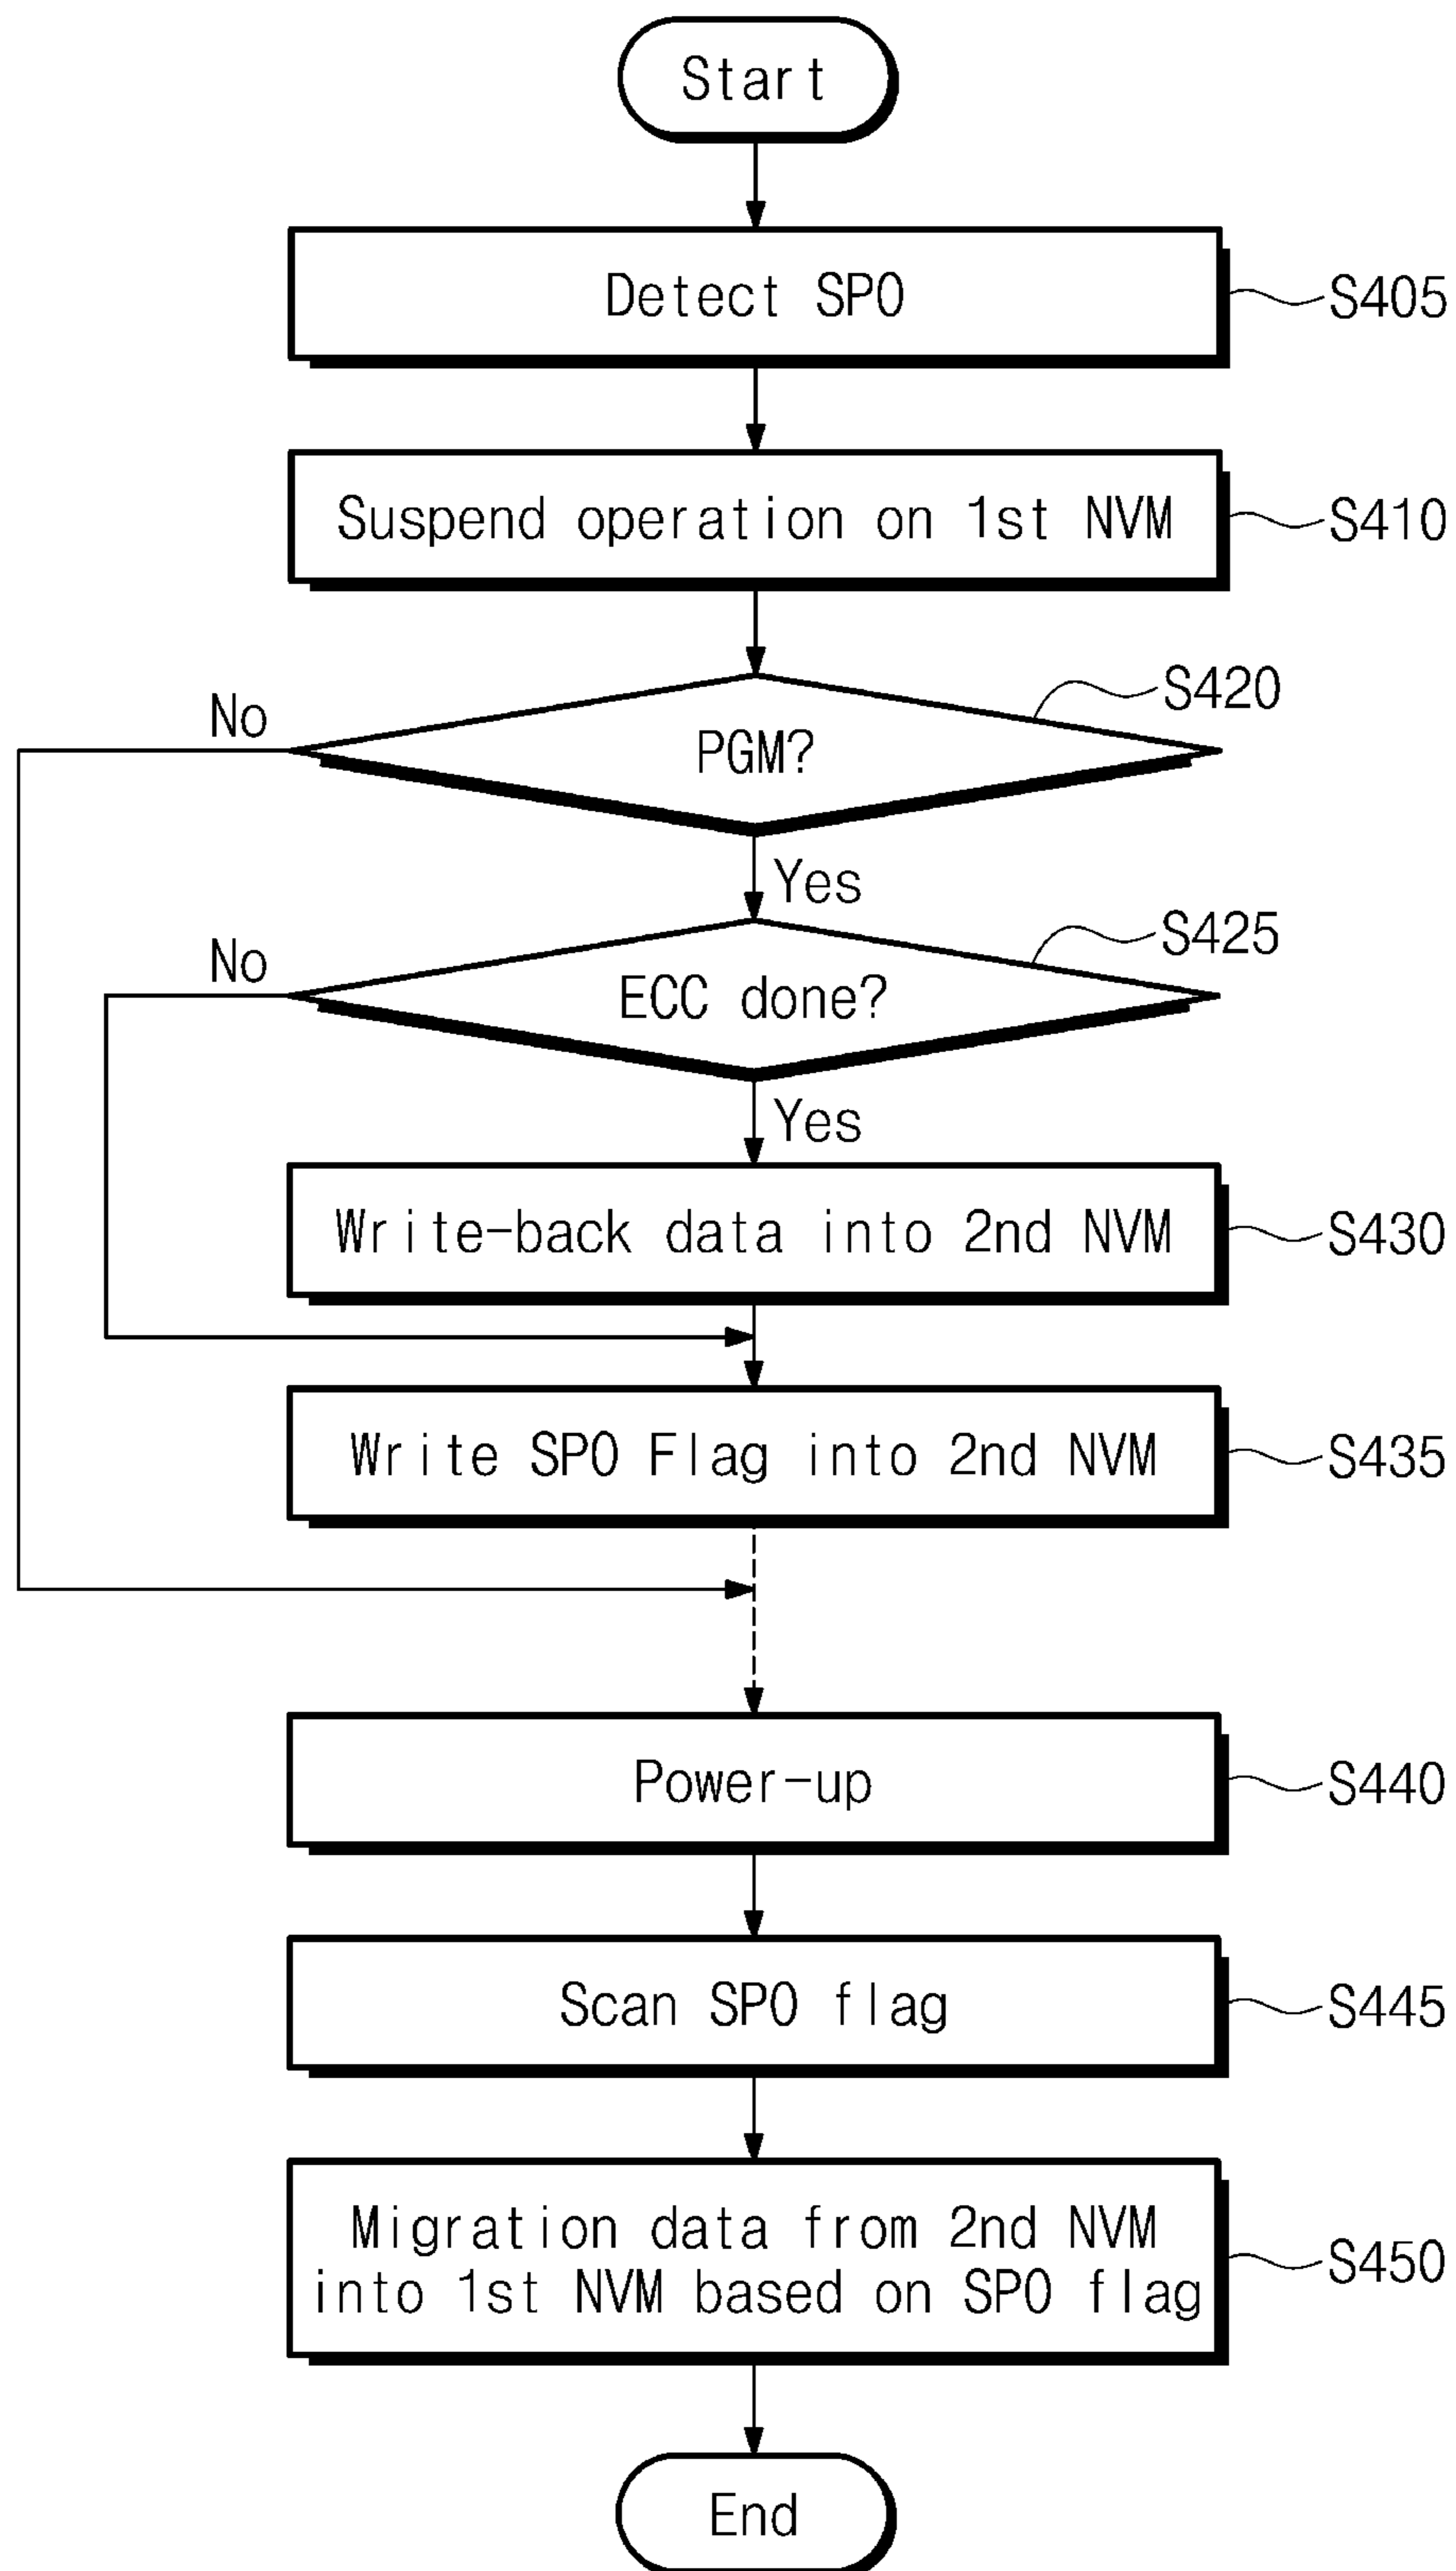 Start
Detect SPO
S405
Suspend operation on 1st NVM
S410
S420
No
PGM?
Yes
S425
No
ECC done?
Yes
Write-back data into 2nd NVM
S430
Write SPO Flag into 2nd NVM
S435
Power-up
S440
Scan SPO flag
S445
Migration data from 2nd NVM
into 1st NVM based on SPO flag
S450
End